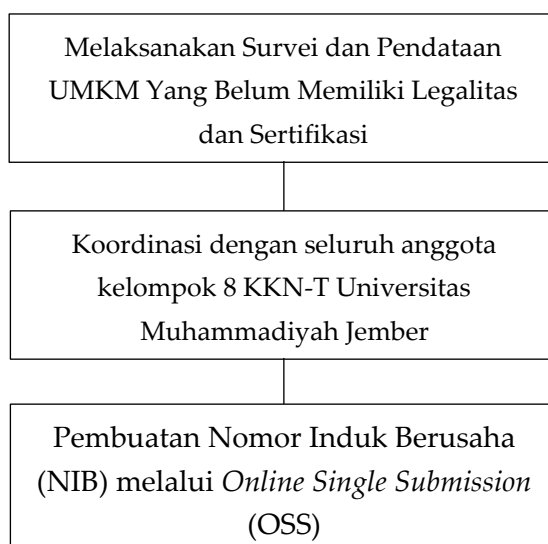 Melaksanakan Survei dan Pendataan
UMKM Yang Belum Memiliki Legalitas
dan Sertifikasi
Koordinasi dengan seluruh anggota
kelompok 8 KKN-T Universitas
Muhammadiyah Jember
Pembuatan Nomor Induk Berusaha
(NIB) melalui Online Single Submission
(OSS)